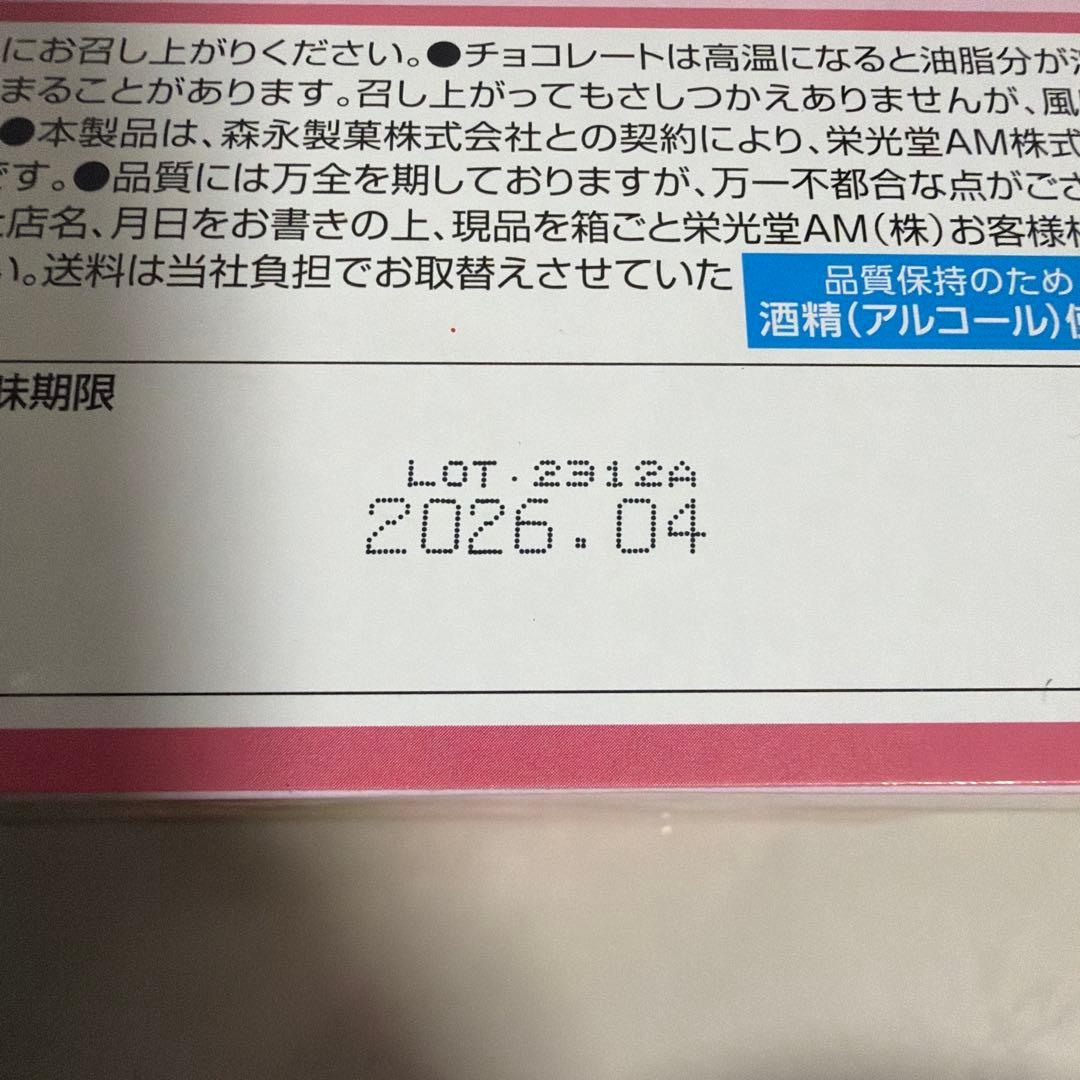 にお召し上がりください。●チョコレートは高温になると油脂分が
まることがあります。召し上がってもさしつかえありませんが、風
●本製品は、森永製菓株式会社との契約により、栄光堂AM株式
です。●品質には万全を期しておりますが、万一不都合な点がござ
店名、月日をお書きの上、現品を箱ごと栄光堂AM(株)お客様
い。送料は当社負担でお取替えさせていた
品質保持のため
酒精(アルコール)使
味期限
LOT.2312A
2026.04